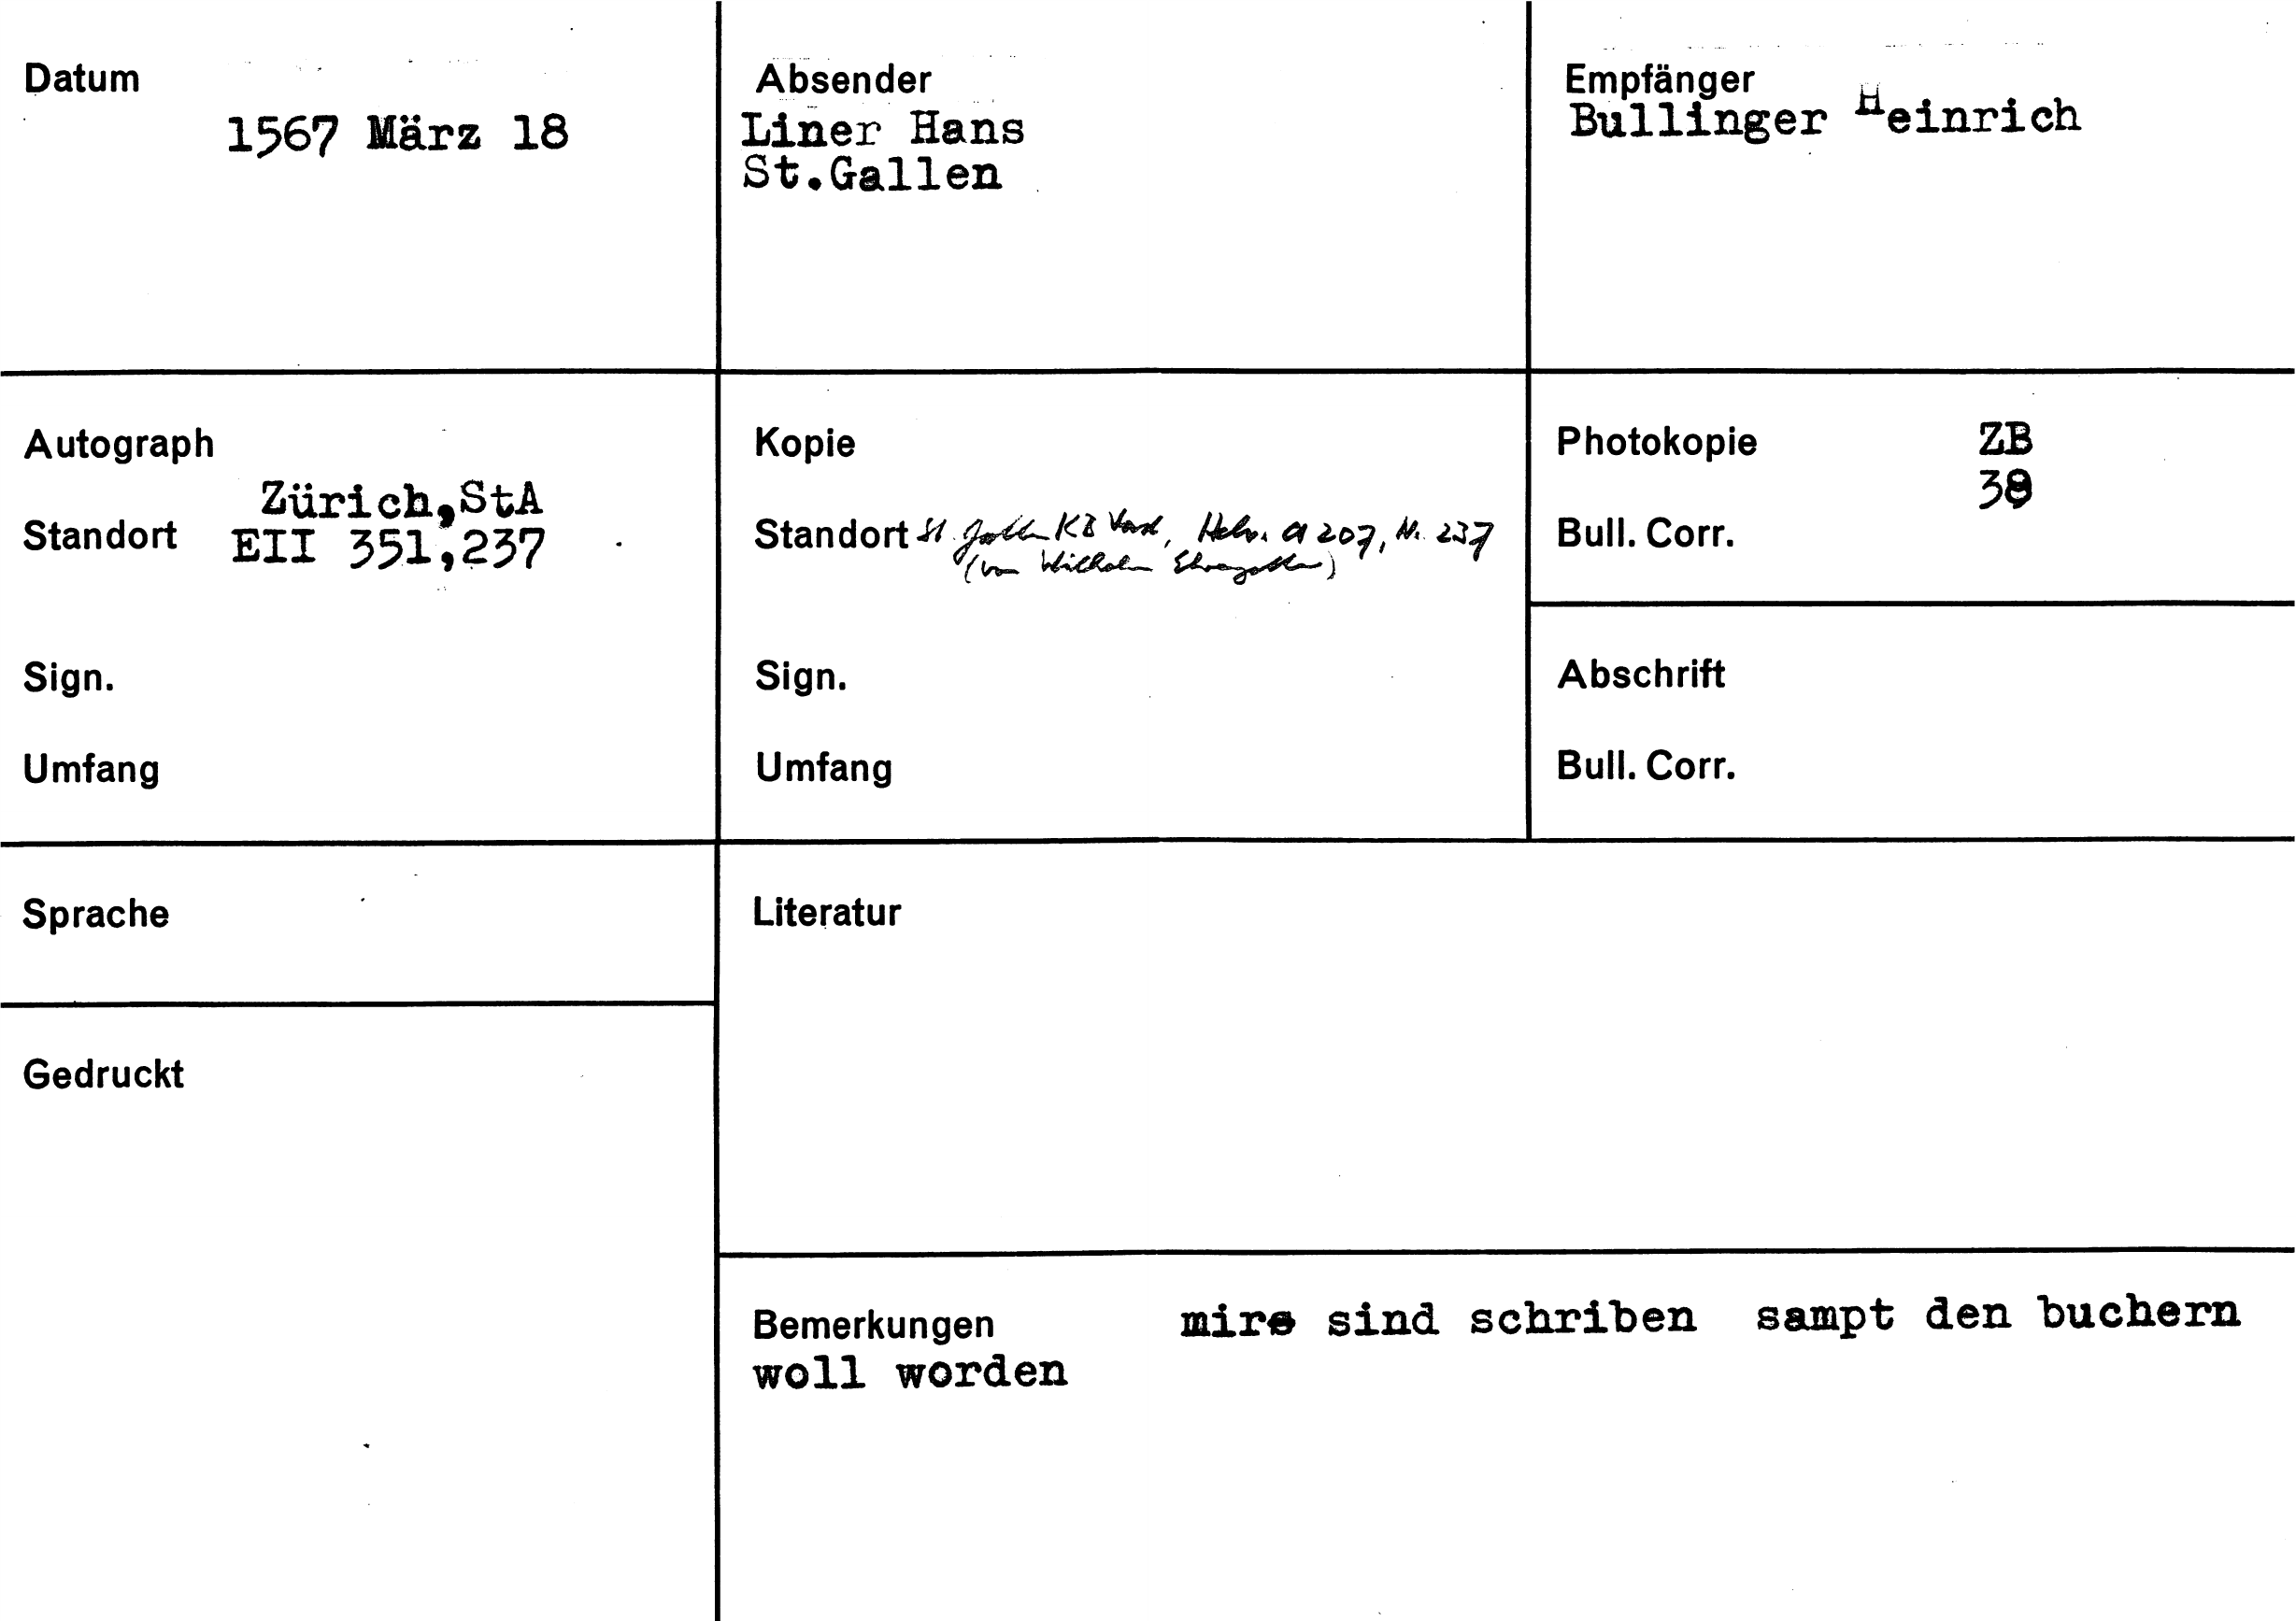 Datum
1567 März 18
Absender
Liner Hans
St.Gallen
Empfänger
Bullinger Heinrich
Autograph
Zürich,StA
Standort EII 351,237
Sign.
Umfang
Kopie
Standort St. Gallen KB Vad, Helv. A 207, Nr. 237
(von Wilhelm Ehrenzeller)
Sign.
Umfang
Photokopie ZB
38
Bull. Corr.
Abschrift
Bull. Corr.
Sprache
Literatur
Gedruckt
Bemerkungen mirs sind schriben sampt den buchern
woll worden